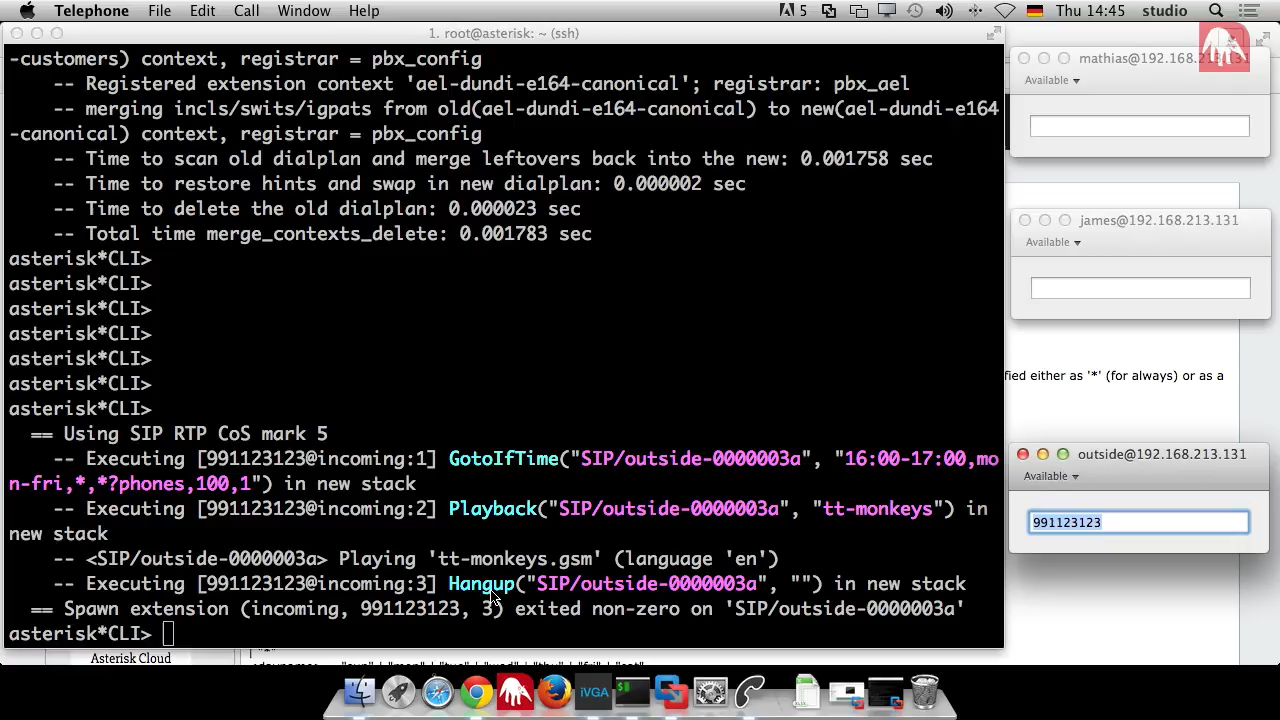 Telephone File Edit Call Window Help
5
Thu 14:45 studio
1. root@asterisk: ~ (ssh)
-customers) context, registrar = pbx_config
-- Registered extension context 'ael-dundi-e164-canonical'; registrar: pbx_ael
-- merging incls/swits/igpats from old(ael-dundi-e164-canonical) to new(ael-dundi-e164
-canonical) context, registrar = pbx_config
-- Time to scan old dialplan and merge leftovers back into the new: 0.001758 sec
-- Time to restore hints and swap in new dialplan: 0.000002 sec
-- Time to delete the old dialplan: 0.000023 sec
-- Total time merge_contexts_delete: 0.001783 sec
asterisk*CLI>
asterisk*CLI>
asterisk*CLI>
asterisk*CLI>
asterisk*CLI>
asterisk*CLI>
asterisk*CLI>
== Using SIP RTP CoS mark 5
-- Executing [991123123@incoming:1] GotoIfTime("SIP/outside-0000003a", "16:00-17:00,mo
n-fri,*,*?phones,100,1") in new stack
-- Executing [991123123@incoming:2] Playback("SIP/outside-0000003a", "tt-monkeys") in
new stack
-- <SIP/outside-0000003a> Playing 'tt-monkeys.gsm' (language 'en')
-- Executing [991123123@incoming:3] Hangup("SIP/outside-0000003a", "") in new stack
== Spawn extension (incoming, 991123123, 3) exited non-zero on 'SIP/outside-0000003a'
asterisk*CLI>
mathias@192.168.213.131
Available
james@192.168.213.131
Available
fied either as '*' (for always) or as a
outside@192.168.213.131
Available
991123123
Asterisk Cloud
iVGA